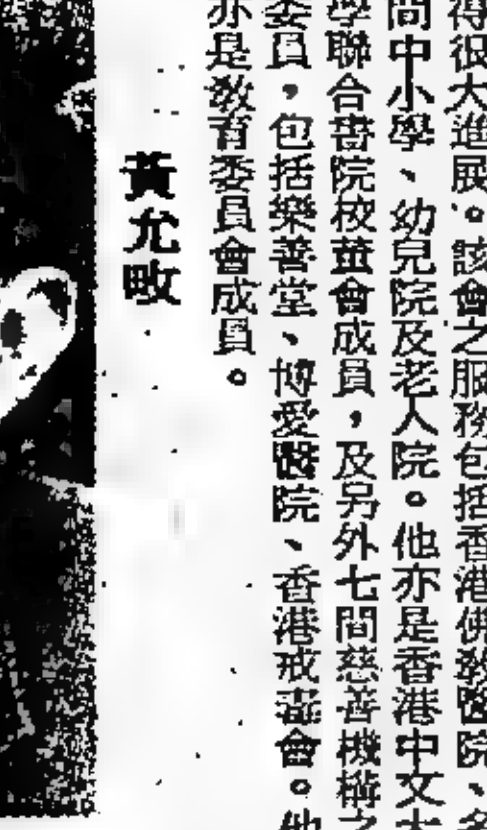 得很大進展。該會之服務包括香港佛教醫院、多
間中小學、幼兒院及老人院。他亦是香港中文大
學聯合書院校董會成員，及另外七間慈善機構之
委員，包括樂善堂、博愛醫院、香港戒毒會。他
亦是教育委員會成員。
黃允畋